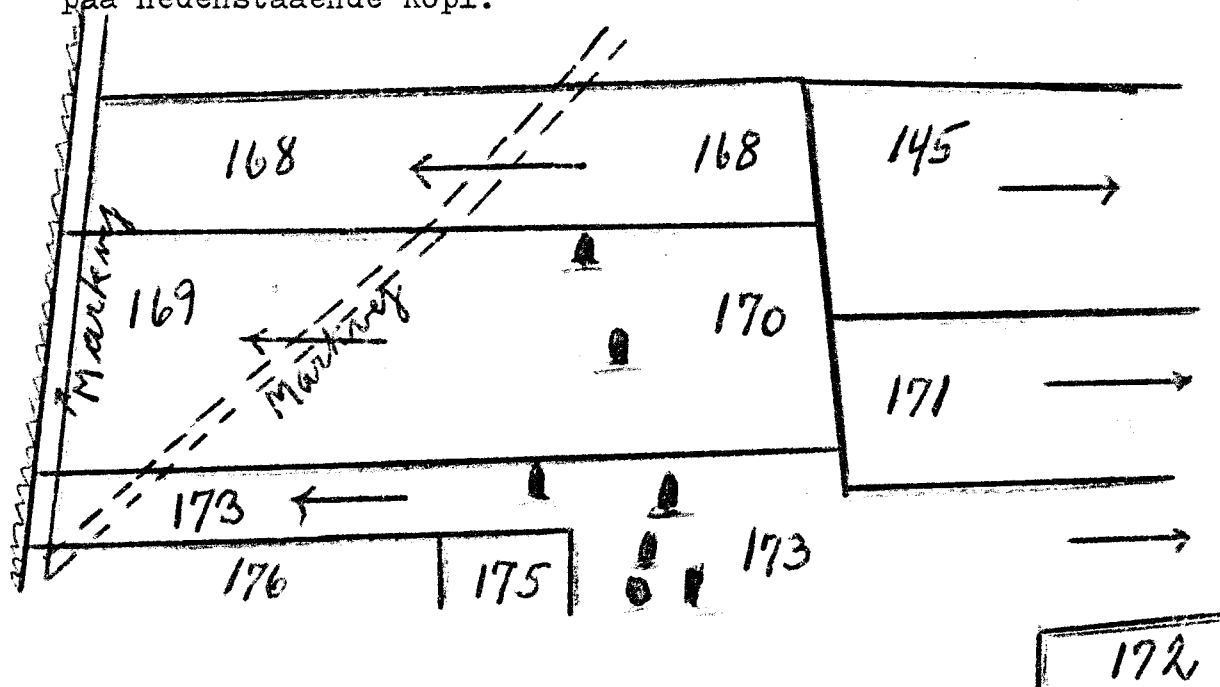 paa nedenstaaende kopi.
168 168 145
Markvej
169 Markvej 170
171
173
173
176 175
172